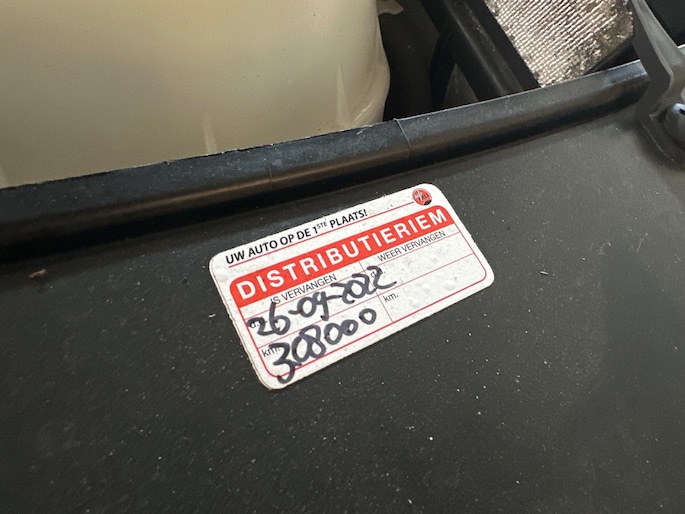 UW AUTO OP DE 1STE PLAATS!
DISTRIBUTIERIEM
IS VERVANGEN WEER VERVANGEN
26-09-2022
km. 308000 km.